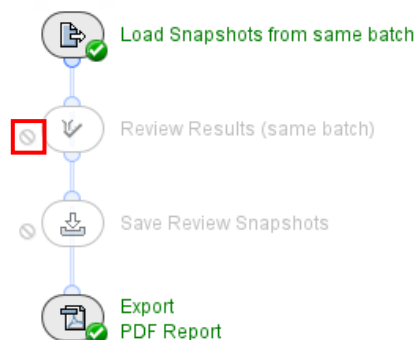 Load Snapshots from same batch
Review Results (same batch)
Save Review Snapshots
Export
PDF Report